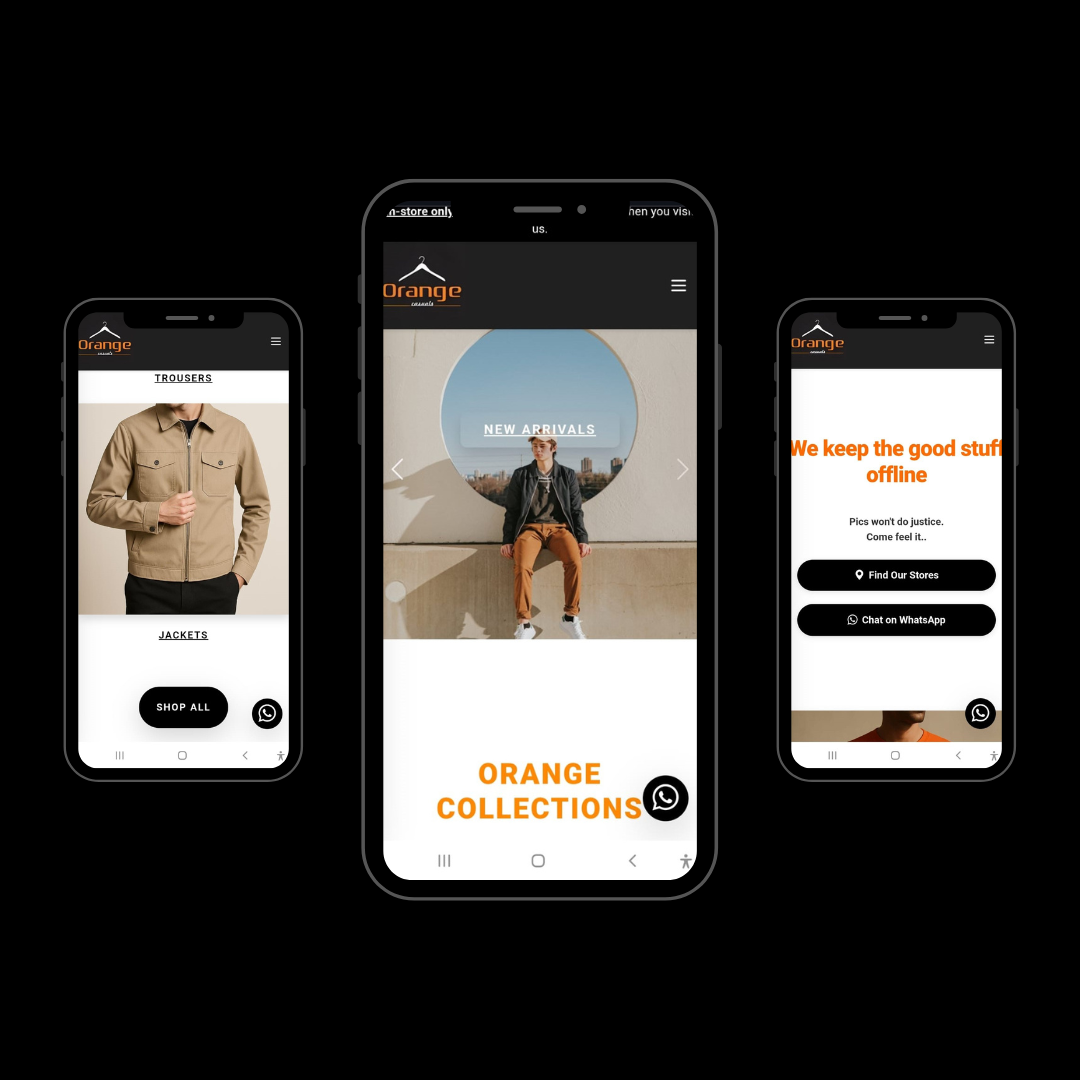 Orange
casuals
TROUSERS
JACKETS
SHOP ALL
n-store only
hen you vis
us.
Orange
casuals
NEW ARRIVALS
ORANGE
COLLECTIONS
Orange
casuals
We keep the good stuff
offline
Pics won't do justice.
Come feel it..
Find Our Stores
Chat on WhatsApp